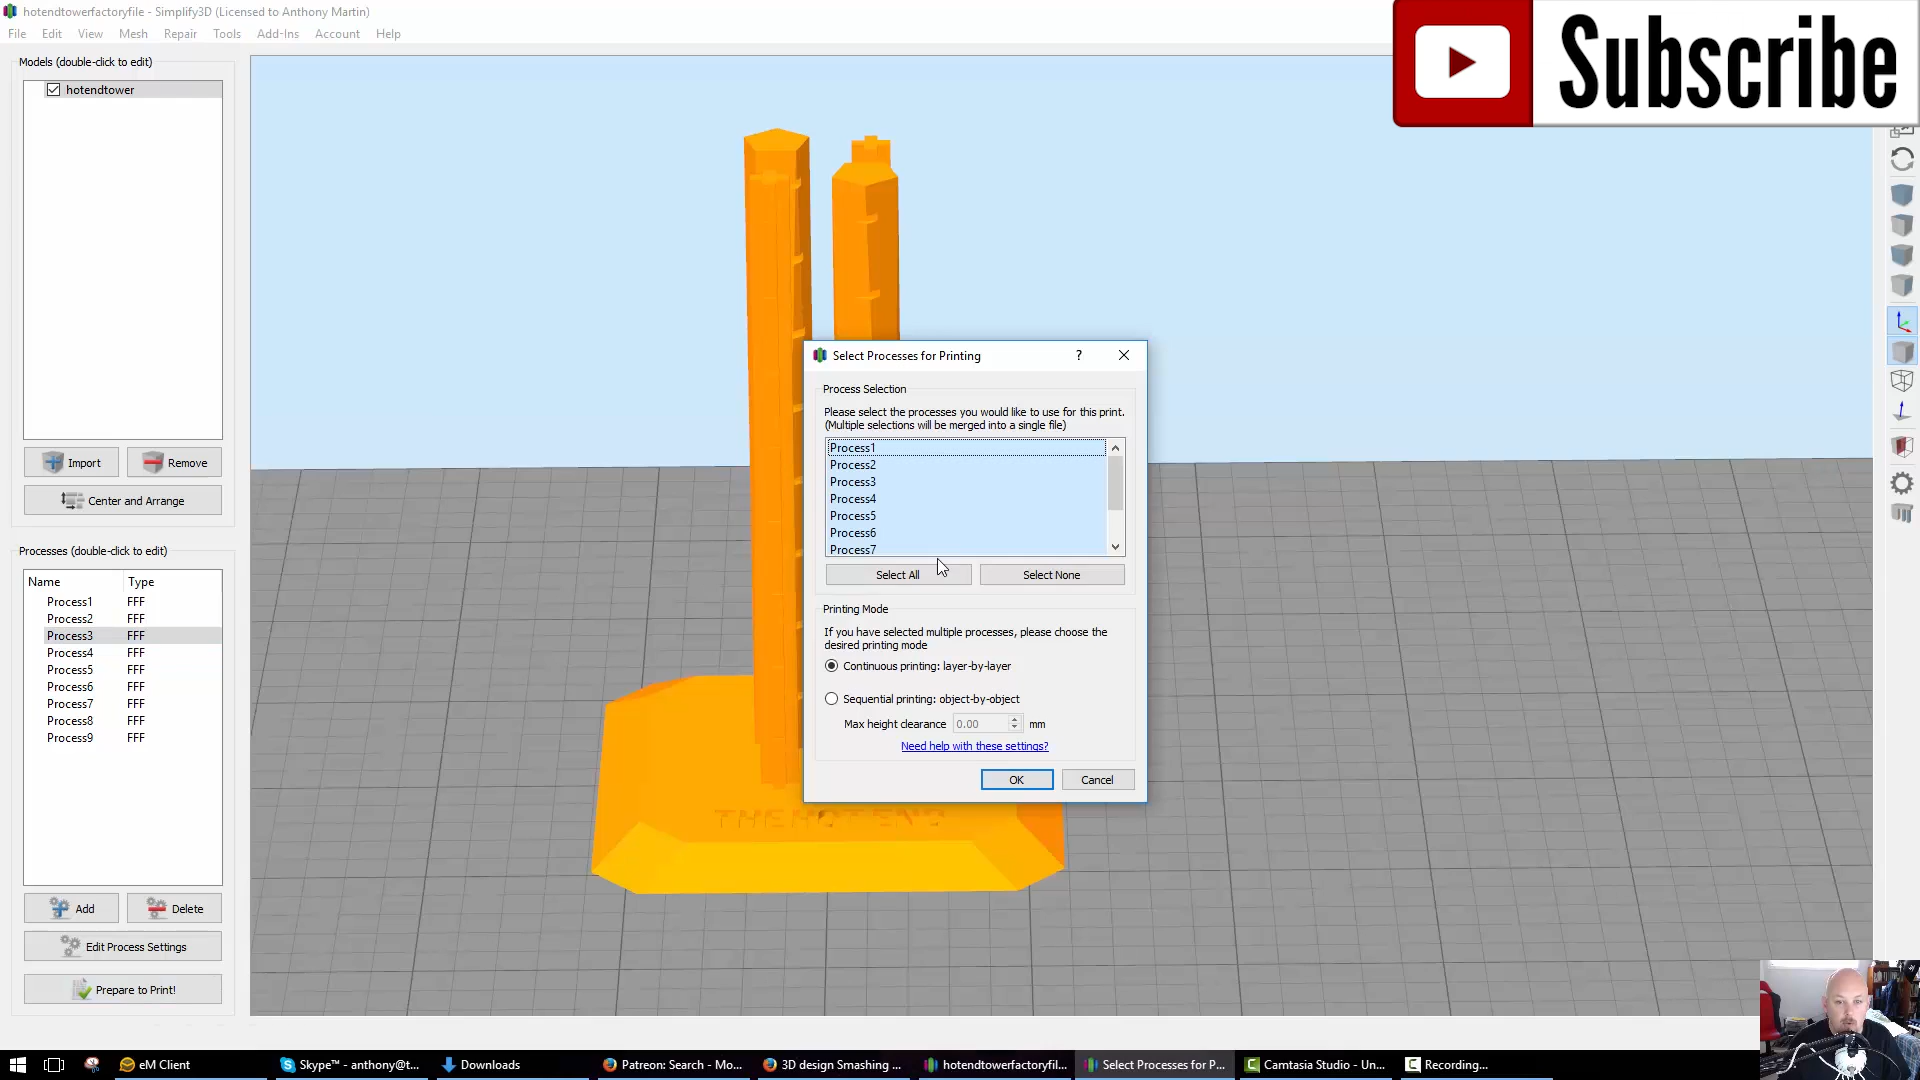 hotendtowerfactoryfile - Simplify3D (Licensed to Anthony Martin)
File Edit View Mesh Repair Tools Add-Ins Account Help
Subscribe
Models (double-click to edit)
hotendtower
Import Remove
Center and Arrange
Processes (double-click to edit)
Name Type
Process1 FFF
Process2 FFF
Process3 FFF
Process4 FFF
Process5 FFF
Process6 FFF
Process7 FFF
Process8 FFF
Process9 FFF
Add Delete
Edit Process Settings
Prepare to Print!
Select Processes for Printing
?
Process Selection
Please select the processes you would like to use for this print.
(Multiple selections will be merged into a single file)
Process1
Process2
Process3
Process4
Process5
Process6
Process7
Select All Select None
Printing Mode
If you have selected multiple processes, please choose the
desired printing mode
Continuous printing: layer-by-layer
Sequential printing: object-by-object
Max height clearance 0.00 mm
Need help with these settings?
OK Cancel
THEHOTEND
eM Client
Skype™ - anthony@t...
Downloads
Patreon: Search - Mo...
3D design Smashing ...
hotendtowerfactoryfil...
Select Processes for P...
Camtasia Studio - Un...
Recording...